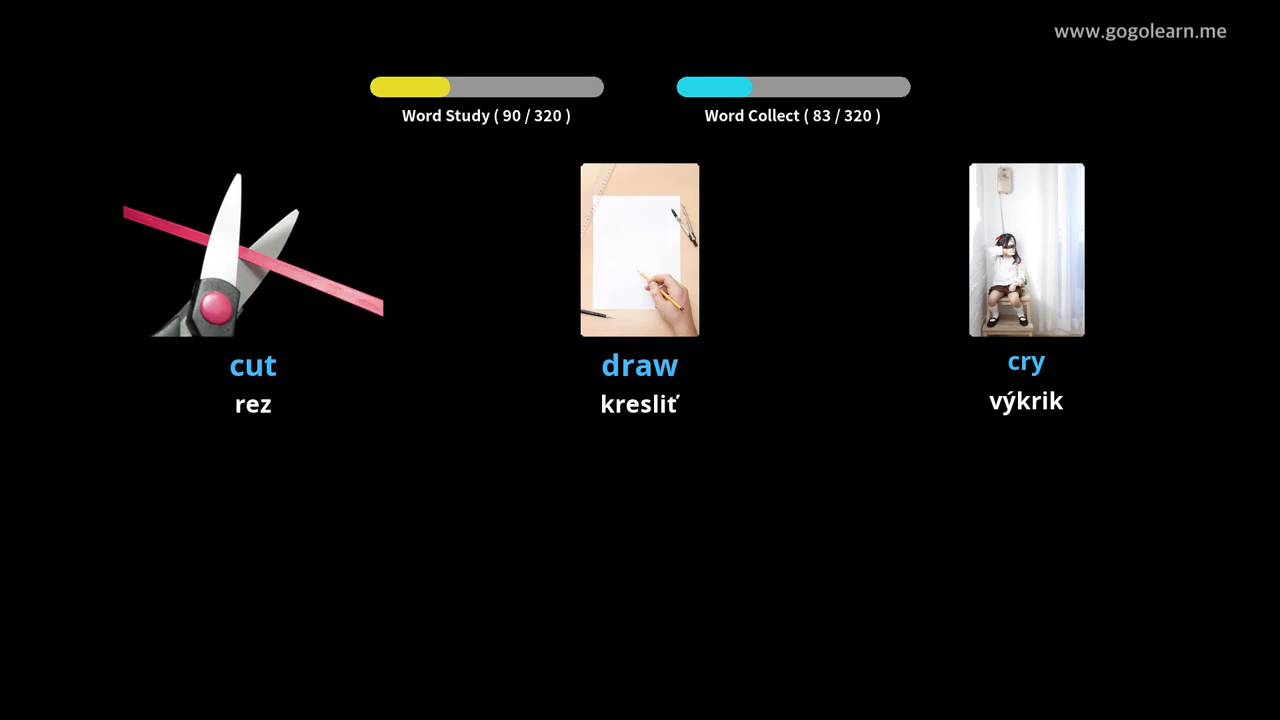 www.gogolearn.me
Word Study ( 90 / 320 )
Word Collect ( 83 / 320 )
cut
draw
cry
rez
kresliť
výkrik